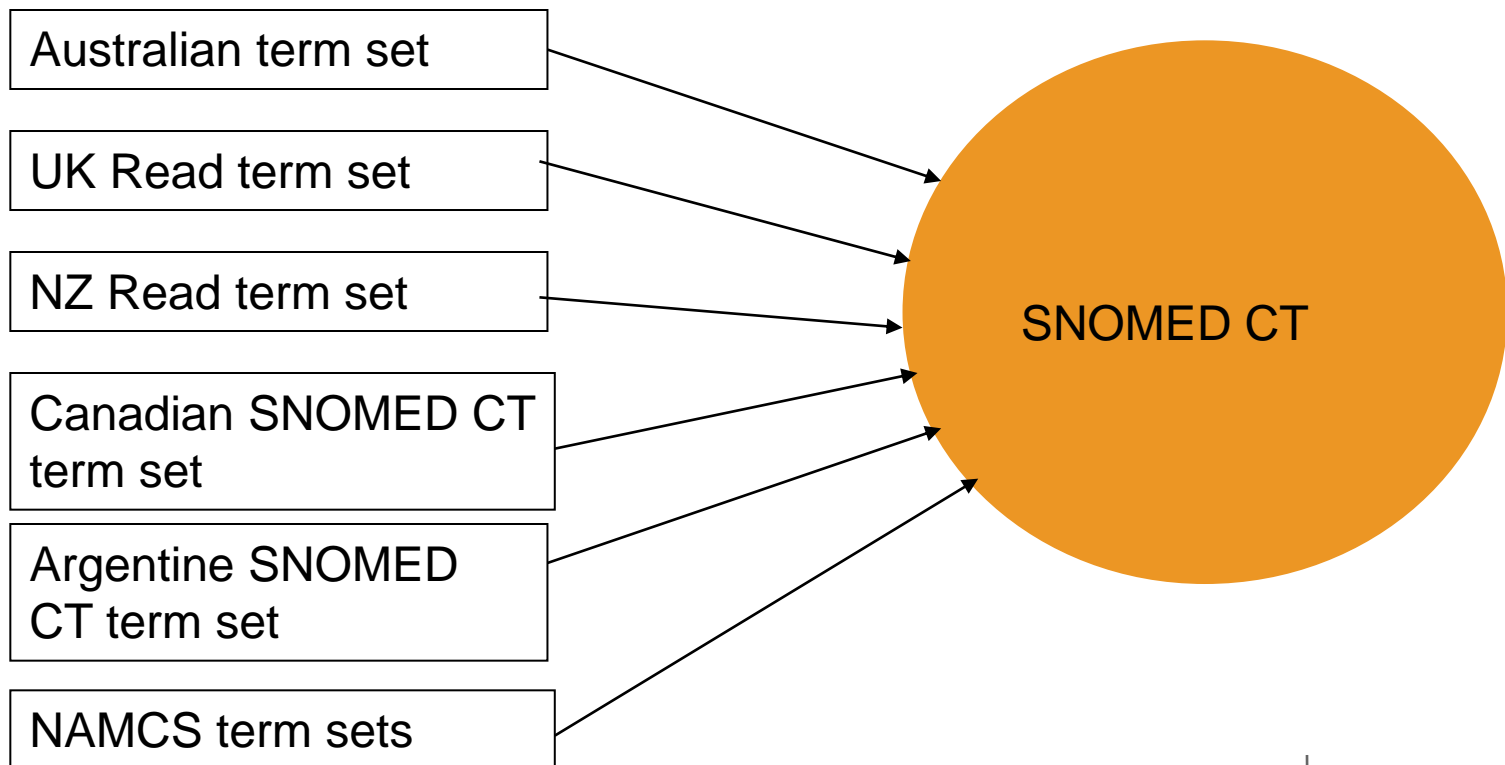 Australian term set
UK Read term set
NZ Read term set
Canadian SNOMED CT
term set
Argentine SNOMED
CT term set
NAMCS term sets
SNOMED CT